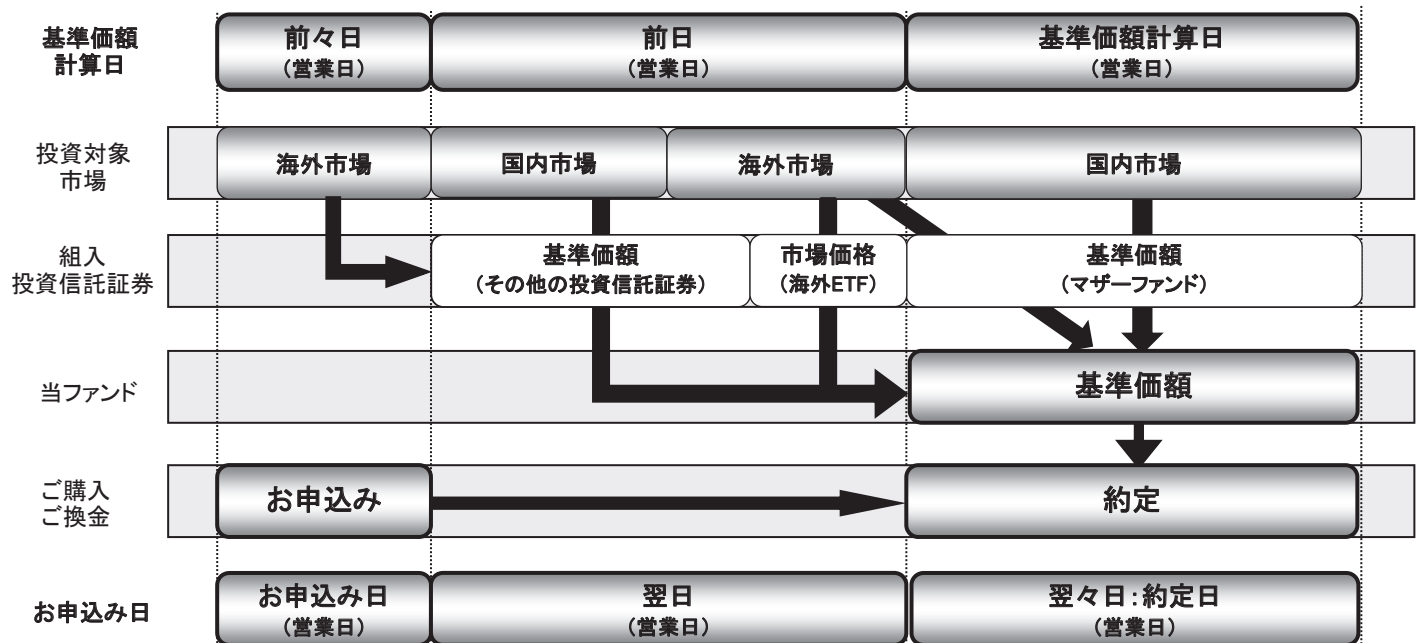 基準価額
計算日
前々日
(営業日)
前日
(営業日)
基準価額計算日
(営業日)
投資対象
市場
海外市場
国内市場
海外市場
国内市場
組入
投資信託証券
基準価額
(その他の投資信託証券)
市場価格
(海外ETF)
基準価額
(マザーファンド)
当ファンド
基準価額
ご購入
ご換金
お申込み
約定
お申込み日
お申込み日
(営業日)
翌日
(営業日)
翌々日:約定日
(営業日)